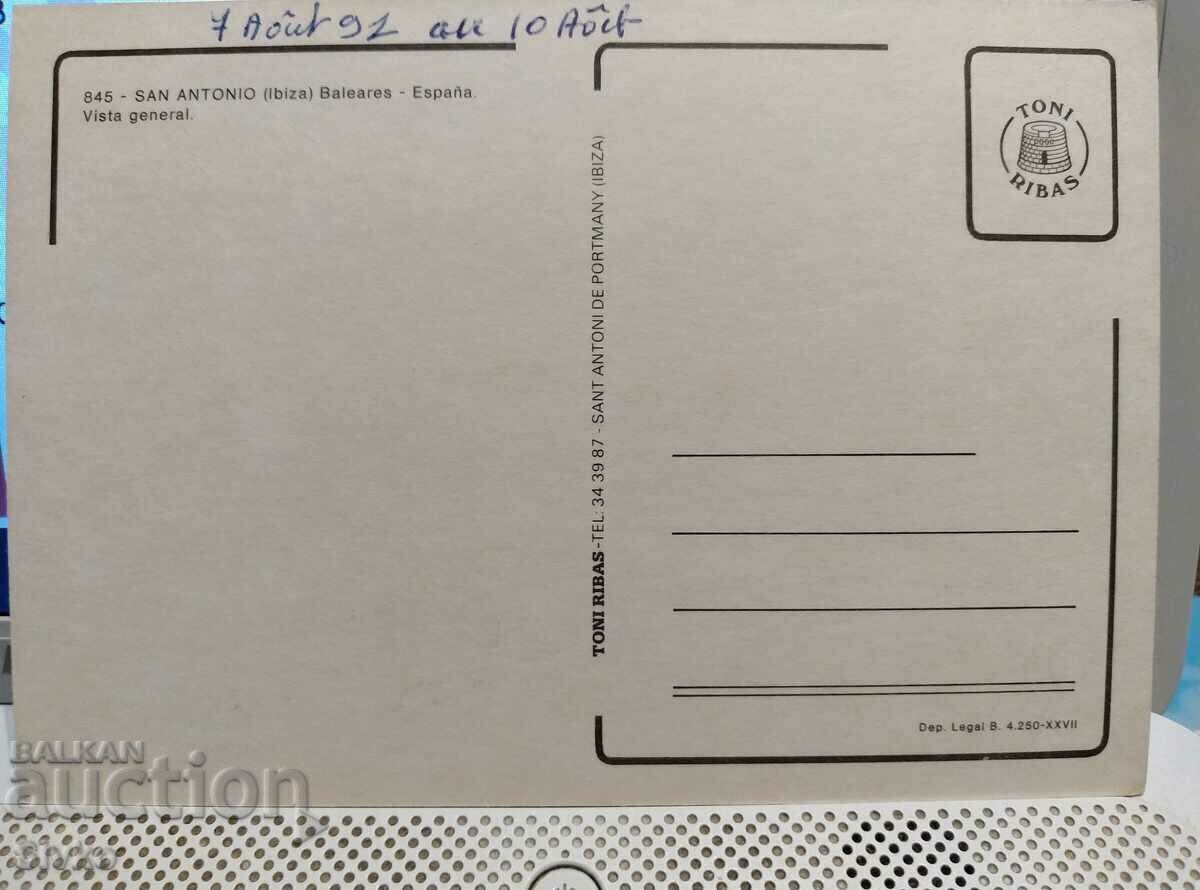 7 Août 92 au 10 Août
845 - SAN ANTONIO (Ibiza) Baleares - España.
Vista general.
TONI RIBAS
TONI RIBAS-TEL: 34 39 87 - SANT ANTONI DE PORTMANY (IBIZA)
Dep. Legal B. 4.250-XXVII
BALKAN
auction